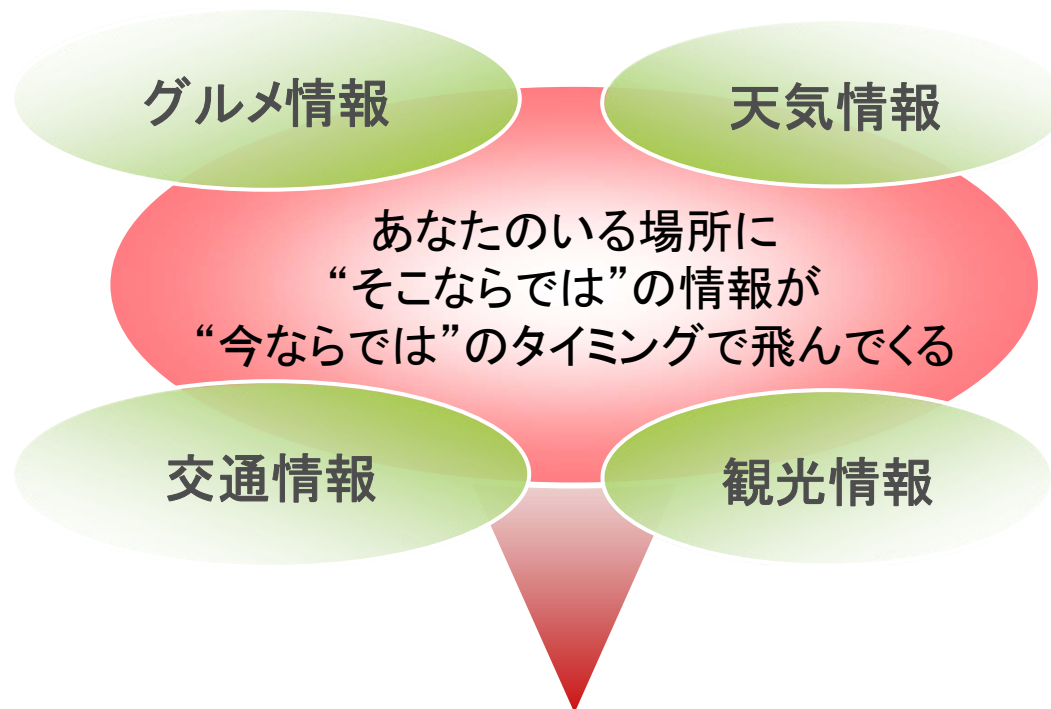 グルメ情報
天気情報
あなたのいる場所に
“そこならでは”の情報が
“今ならでは”のタイミングで飛んでくる
交通情報
観光情報